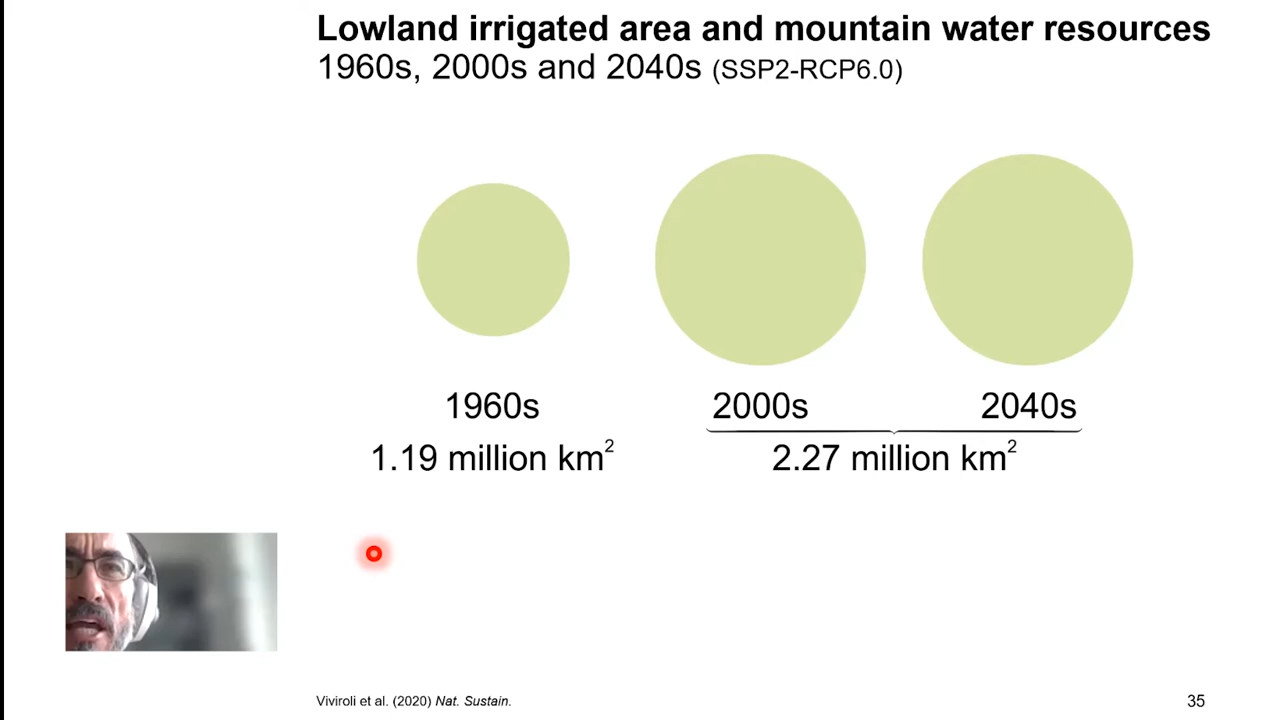 Lowland irrigated area and mountain water resources
1960s, 2000s and 2040s (SSP2-RCP6.0)
1960s 2000s 2040s
1.19 million km² 2.27 million km²
Viviroli et al. (2020) Nat. Sustain.
35